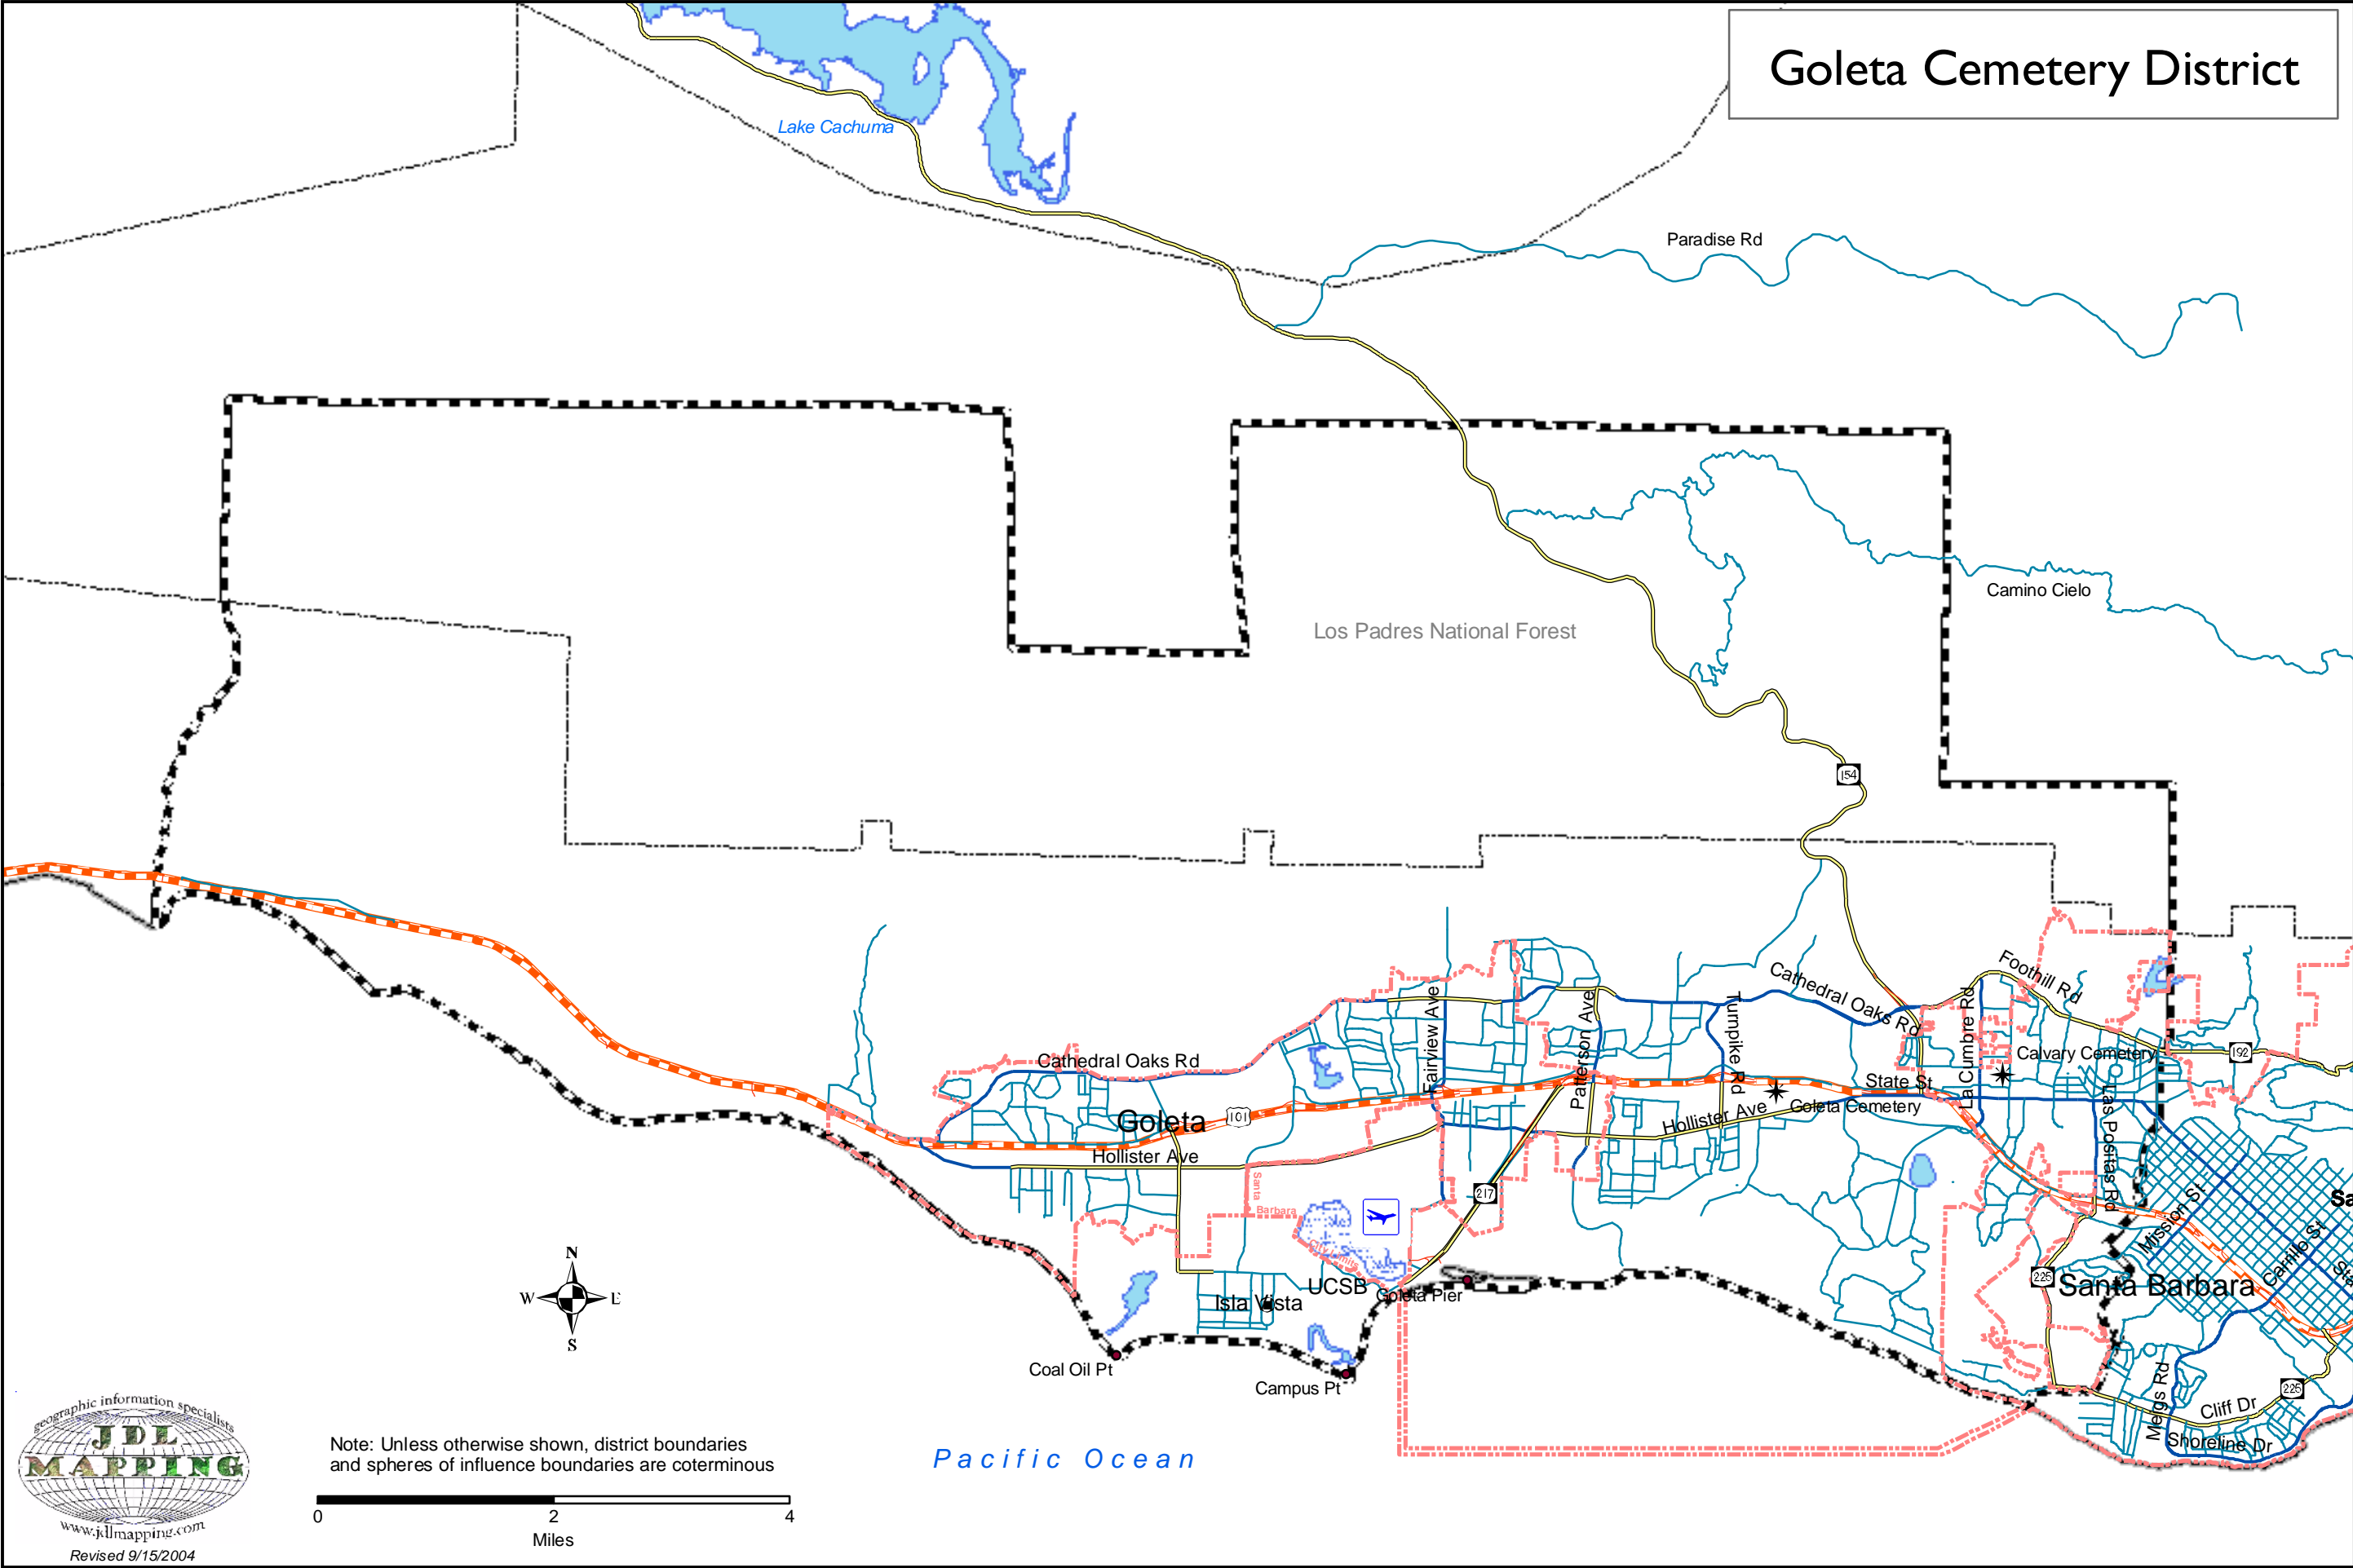 Goleta Cemetery District
Lake Cachuma
Paradise Rd
Camino Cielo
Los Padres National Forest
154
Foothill Rd
Cathedral Oaks Rd
Fairview Ave
Patterson Ave
Turnpike Rd
La Cumbre Rd
Calvary Cemetery
192
Cathedral Oaks Rd
State St
Las Positas Rd
Goleta
101
Hollister Ave
Goleta Cemetery
Hollister Ave
Santa
Barbara
City Limits
217
Mission St
Sa
Carrillo St
Sta
225
Santa Barbara
UCSB
Goleta Pier
Isla Vista
N
W
E
S
Coal Oil Pt
Campus Pt
225
Meigs Rd
Cliff Dr
Shoreline Dr
Pacific Ocean
geographic information specialists
JDL
MAPPING
www.jdlmapping.com
Revised 9/15/2004
Note: Unless otherwise shown, district boundaries
and spheres of influence boundaries are coterminous
0 2 4
Miles